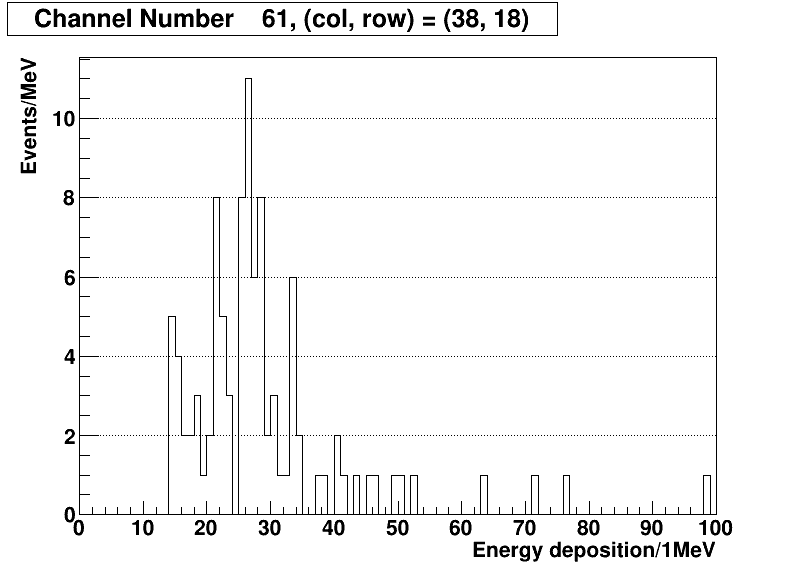 Channel Number 61, (col, row) = (38, 18)
Events/MeV
10
8
6
4
2
0
0 10 20 30 40 50 60 70 80 90 100
Energy deposition/1MeV